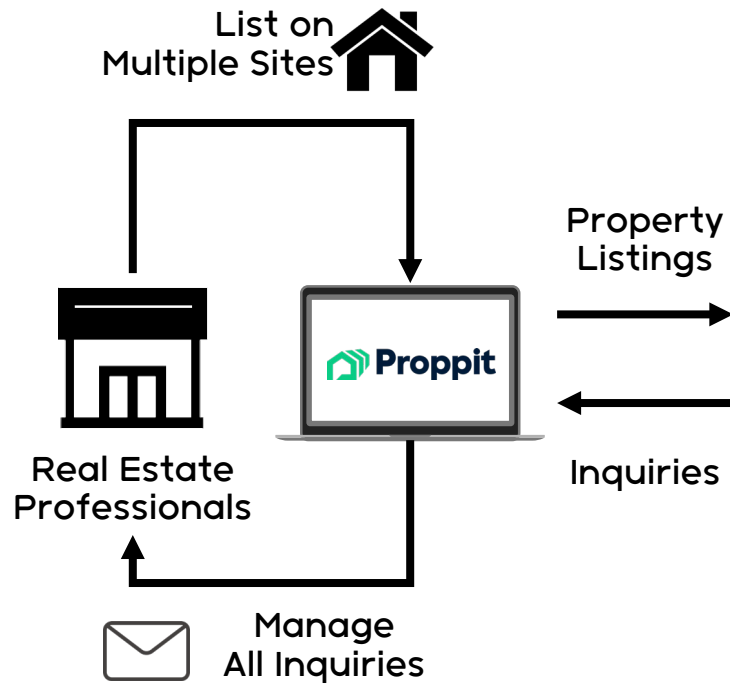 List on
Multiple Sites
Property
Listings
Proppit
Real Estate
Professionals
Inquiries
Manage
All Inquiries